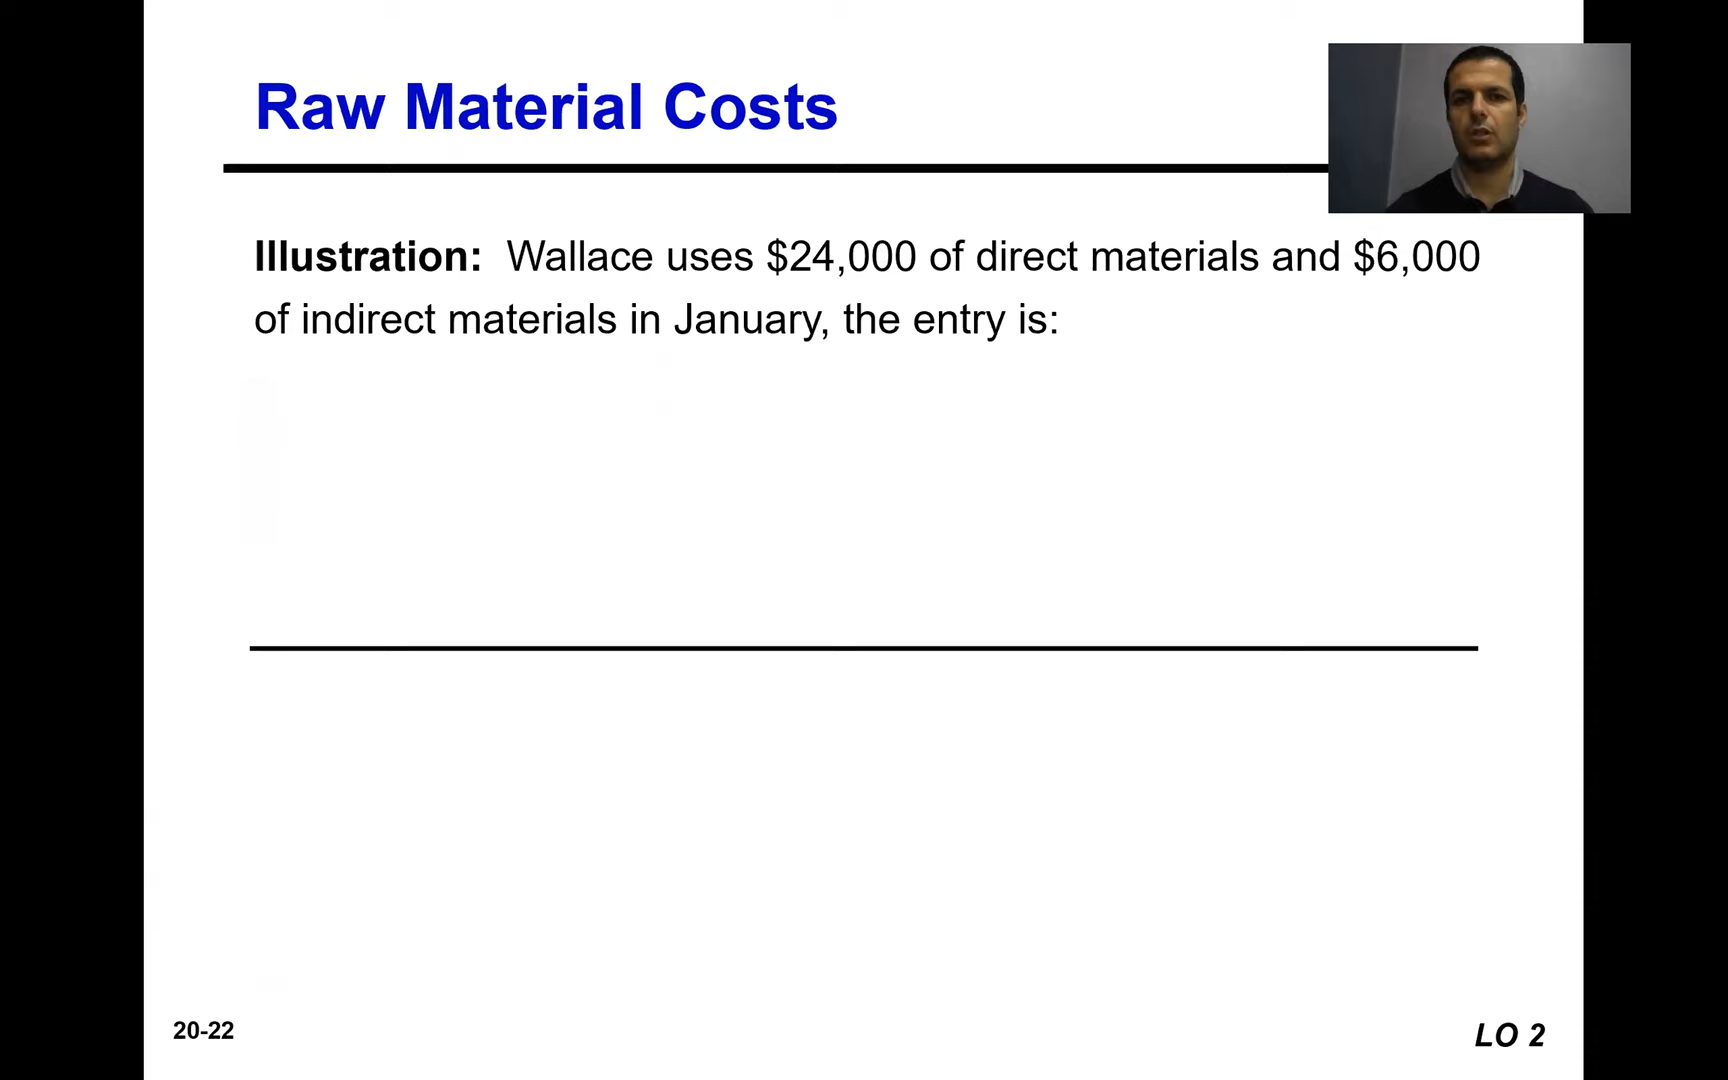 Raw Material Costs
Illustration: Wallace uses $24,000 of direct materials and $6,000
of indirect materials in January, the entry is:
20-22
LO 2